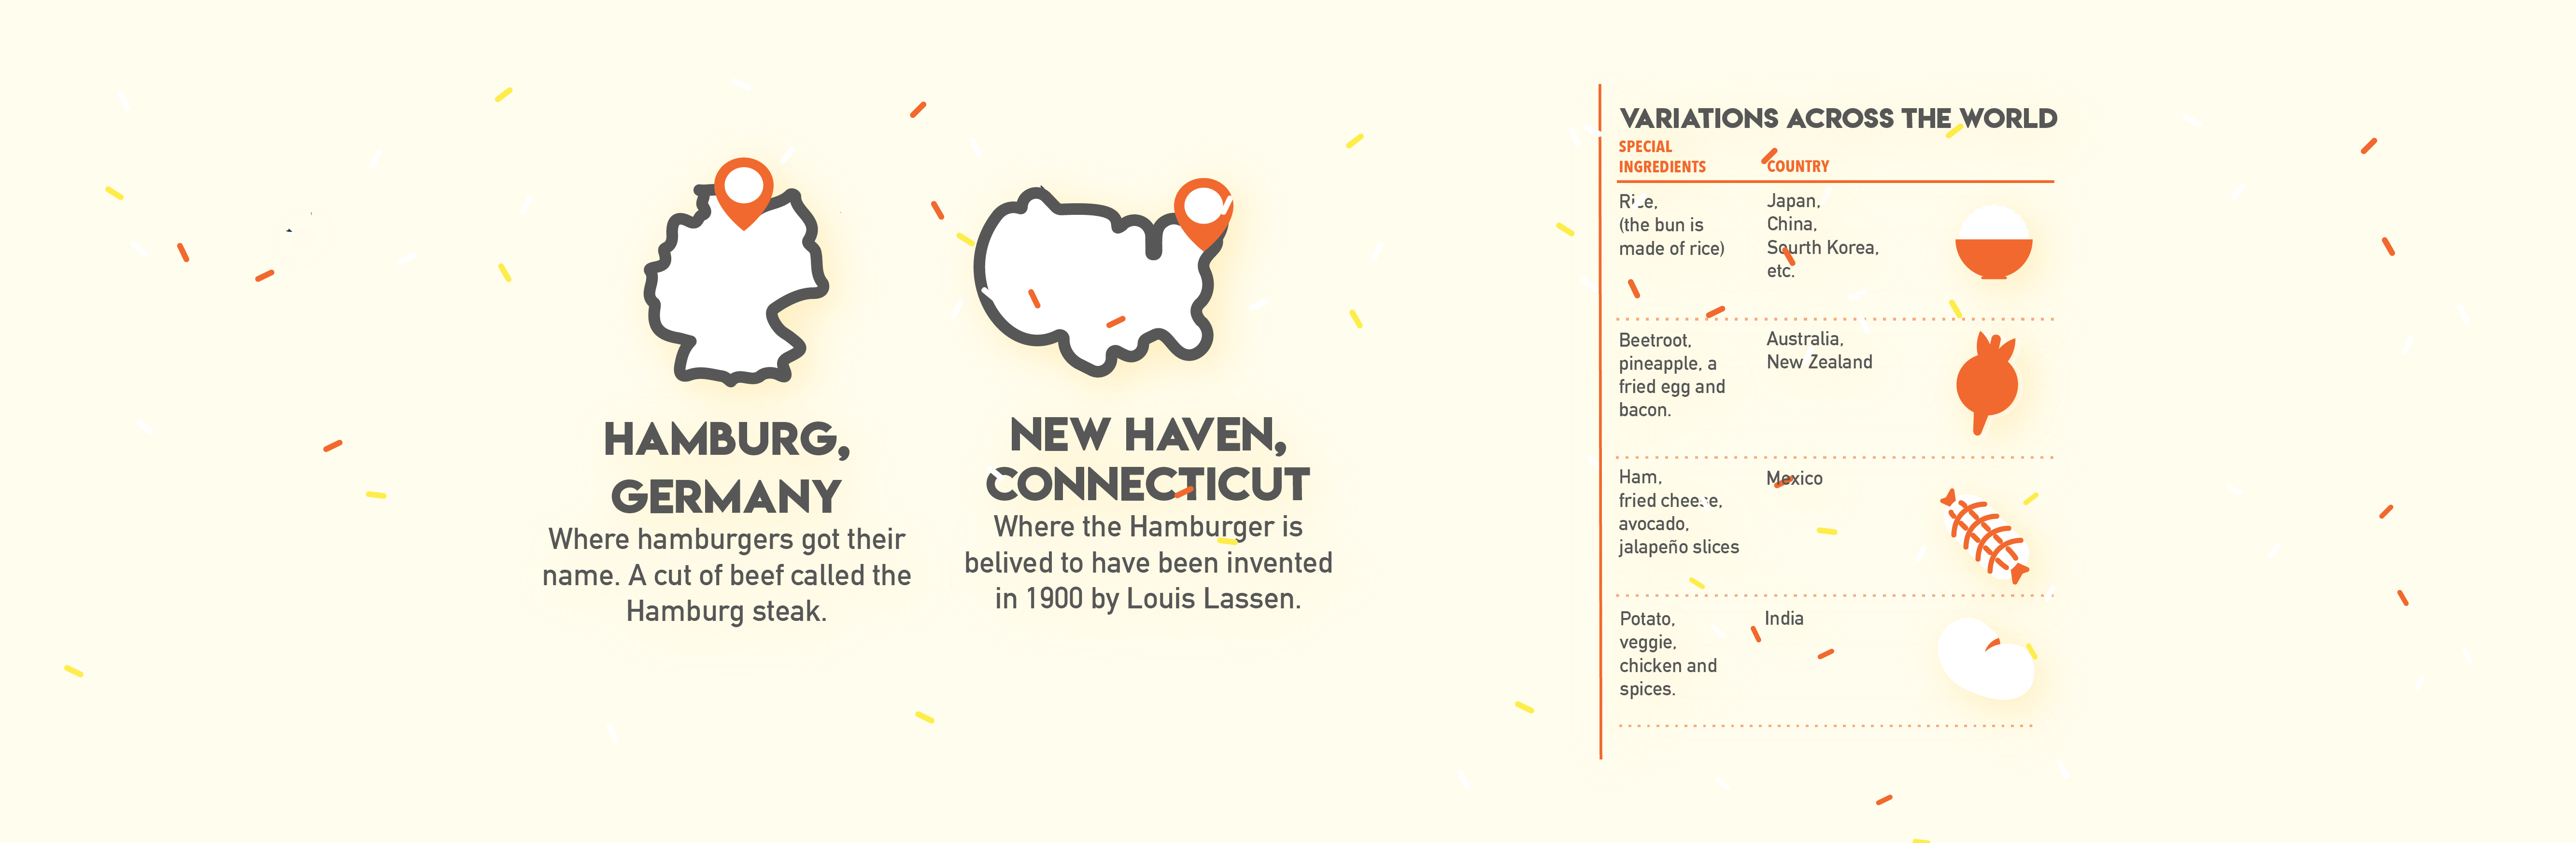 HAMBURG,
GERMANY
Where hamburgers got their
name. A cut of beef called the
Hamburg steak.
NEW HAVEN,
CONNECTICUT
Where the Hamburger is
belived to have been invented
in 1900 by Louis Lassen.
VARIATIONS ACROSS THE WORLD
SPECIAL
INGREDIENTS
COUNTRY
Rice,
(the bun is
made of rice)
Japan,
China,
Sourth Korea,
etc.
Beetroot,
pineapple, a
fried egg and
bacon.
Australia,
New Zealand
Ham,
fried cheese,
avocado,
jalapeño slices
Mexico
Potato,
veggie,
chicken and
spices.
India